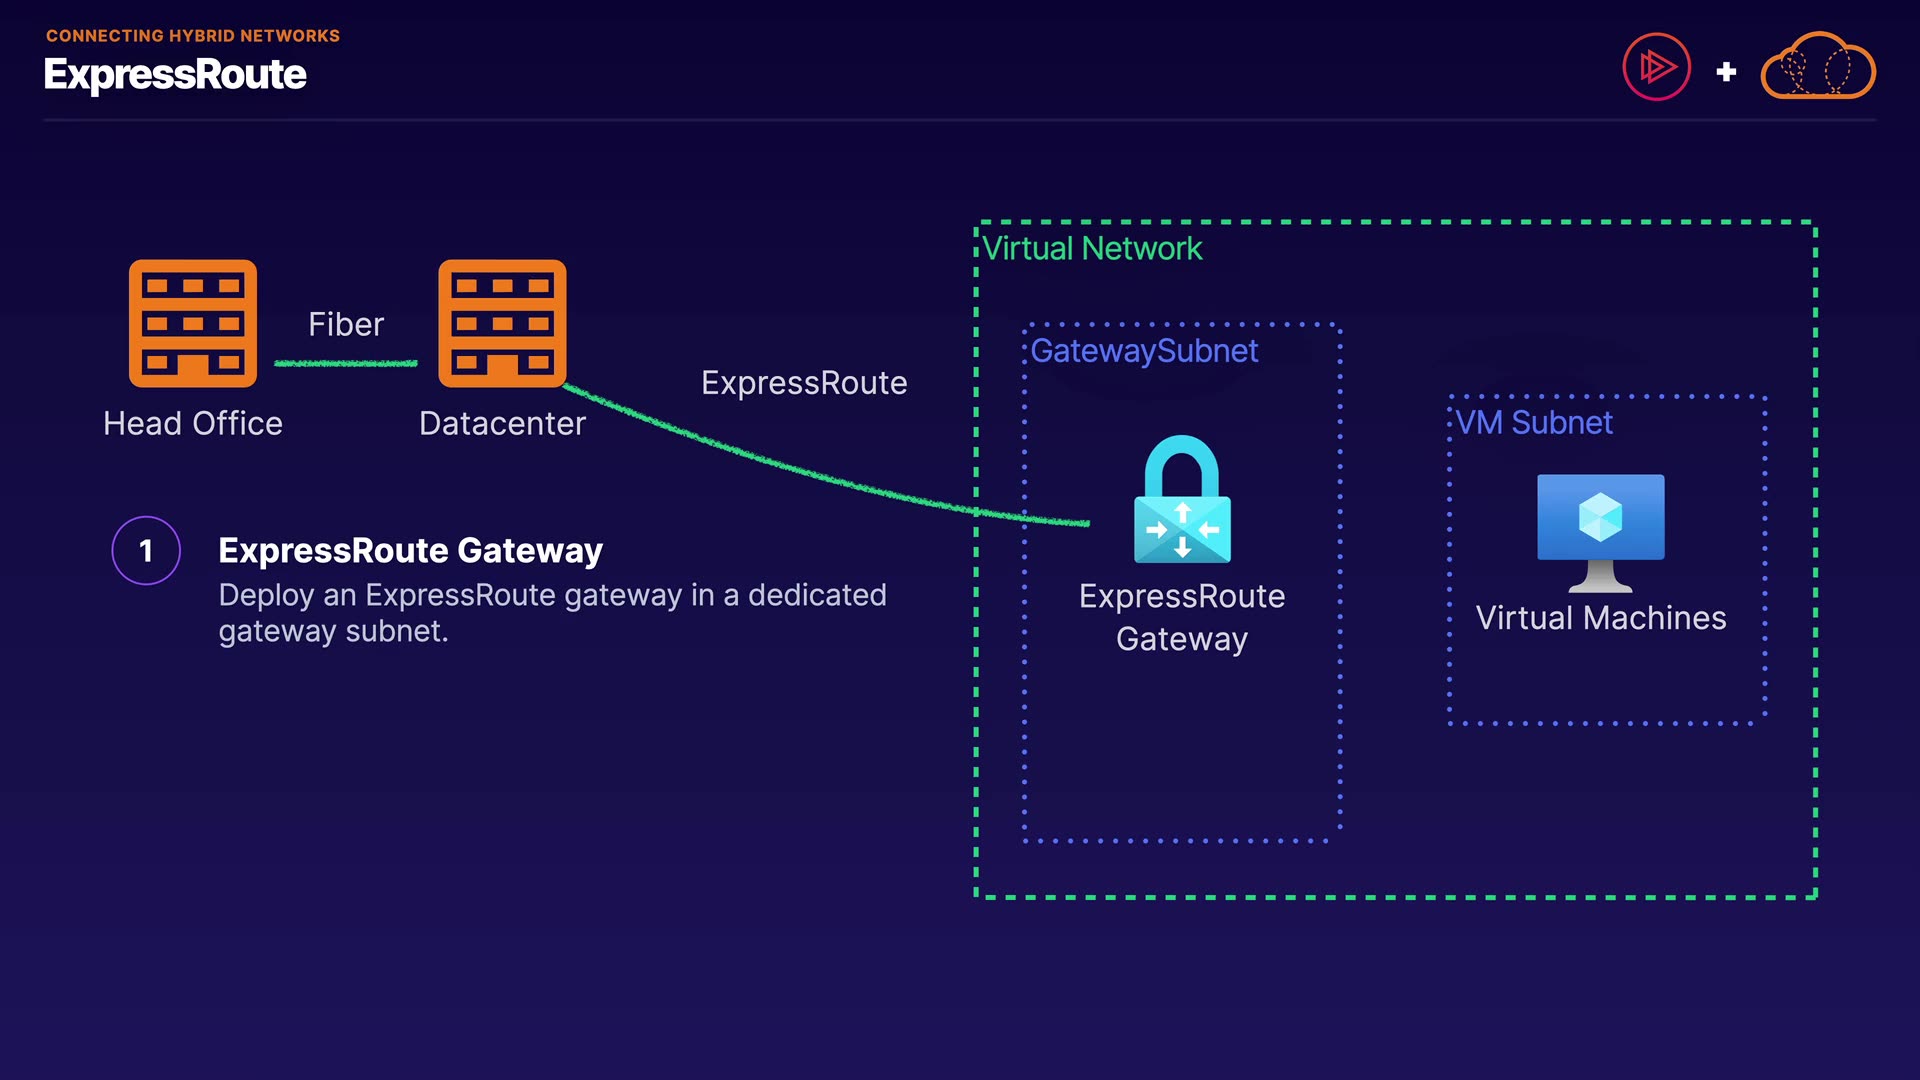 CONNECTING HYBRID NETWORKS
ExpressRoute
Virtual Network
Fiber
GatewaySubnet
ExpressRoute
Head Office
Datacenter
VM Subnet
1
ExpressRoute Gateway
Deploy an ExpressRoute gateway in a dedicated
gateway subnet.
ExpressRoute
Gateway
Virtual Machines